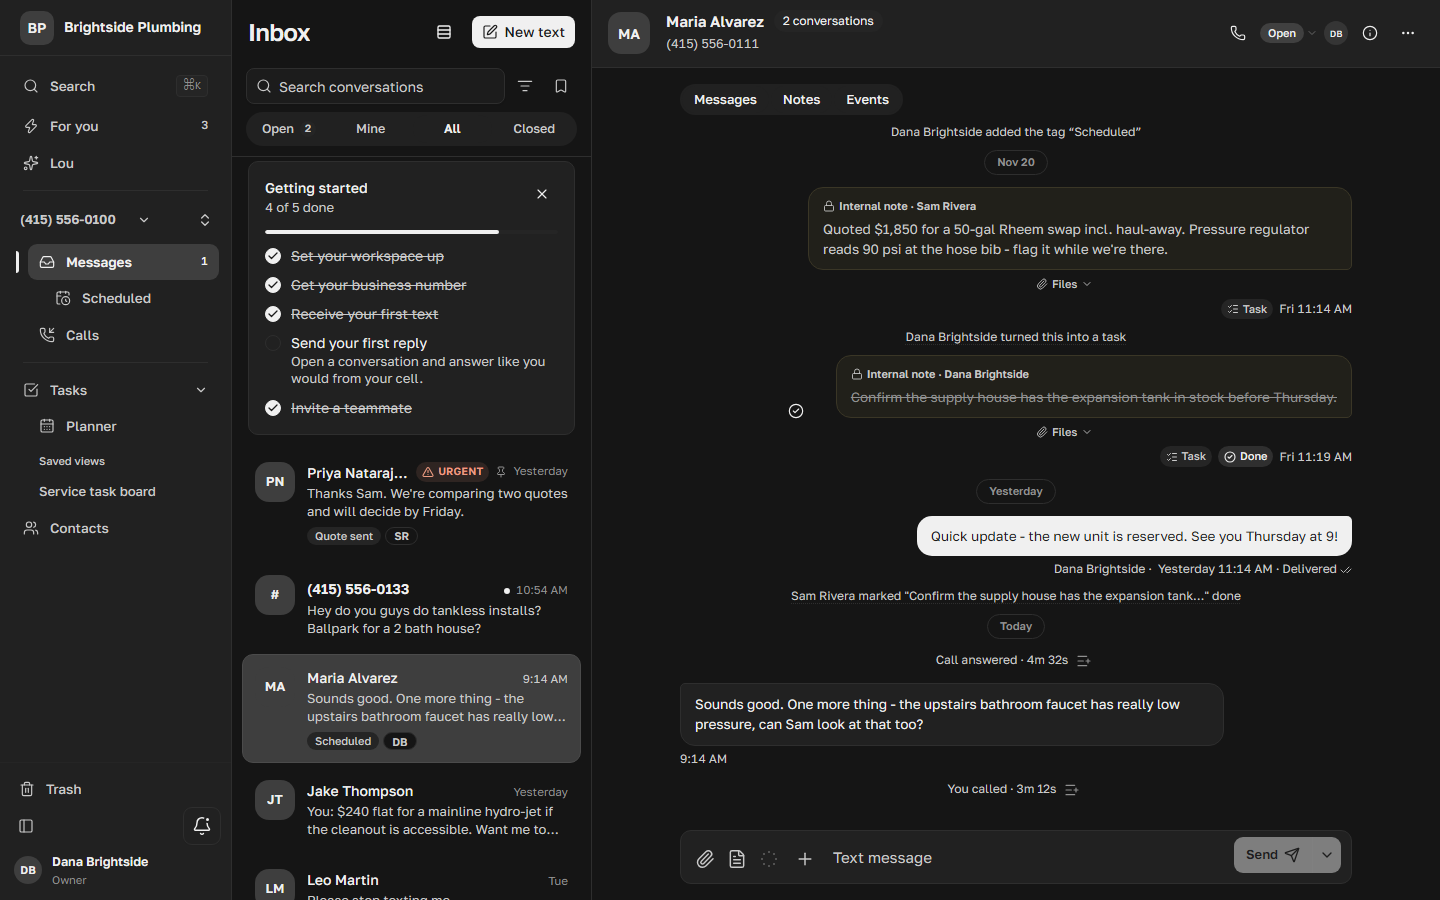 BP
Brightside Plumbing
Search
⌘K
For you
3
Lou
(415) 556-0100
Messages
1
Scheduled
Calls
Tasks
Planner
Saved views
Service task board
Contacts
Trash
DB
Dana Brightside
Owner
Inbox
New text
Search conversations
Open 2
Mine
All
Closed
Getting started
4 of 5 done
Set your workspace up
Get your business number
Receive your first text
Send your first reply
Open a conversation and answer like you
would from your cell.
Invite a teammate
PN
Priya Nataraj...
URGENT
Yesterday
Thanks Sam. We're comparing two quotes
and will decide by Friday.
Quote sent
SR
#
(415) 556-0133
10:54 AM
Hey do you guys do tankless installs?
Ballpark for a 2 bath house?
MA
Maria Alvarez
9:14 AM
Sounds good. One more thing - the
upstairs bathroom faucet has really low...
Scheduled
DB
JT
Jake Thompson
Yesterday
You: $240 flat for a mainline hydro-jet if
the cleanout is accessible. Want me to...
LM
Leo Martin
Tue
Please stop texting me
MA
Maria Alvarez
2 conversations
(415) 556-0111
Open
DB
Messages
Notes
Events
Dana Brightside added the tag “Scheduled”
Nov 20
Internal note · Sam Rivera
Quoted $1,850 for a 50-gal Rheem swap incl. haul-away. Pressure regulator
reads 90 psi at the hose bib - flag it while we're there.
Files
Task
Fri 11:14 AM
Dana Brightside turned this into a task
Internal note · Dana Brightside
Confirm the supply house has the expansion tank in stock before Thursday.
Files
Task
Done
Fri 11:19 AM
Yesterday
Quick update - the new unit is reserved. See you Thursday at 9!
Dana Brightside · Yesterday 11:14 AM · Delivered
Sam Rivera marked "Confirm the supply house has the expansion tank..." done
Today
Call answered · 4m 32s
Sounds good. One more thing - the upstairs bathroom faucet has really low
pressure, can Sam look at that too?
9:14 AM
You called · 3m 12s
Text message
Send